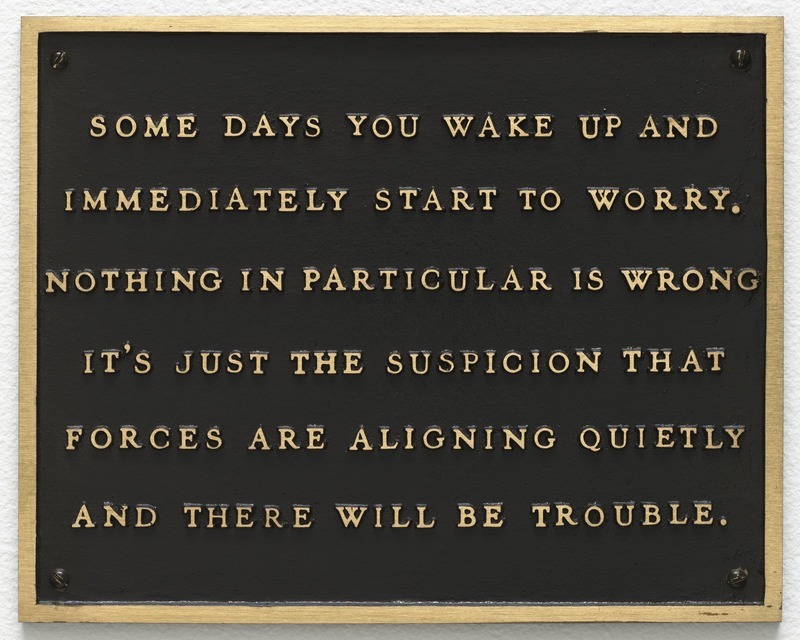 SOME DAYS YOU WAKE UP AND
IMMEDIATELY START TO WORRY.
NOTHING IN PARTICULAR IS WRONG
IT'S JUST THE SUSPICION THAT
FORCES ARE ALIGNING QUIETLY
AND THERE WILL BE TROUBLE.